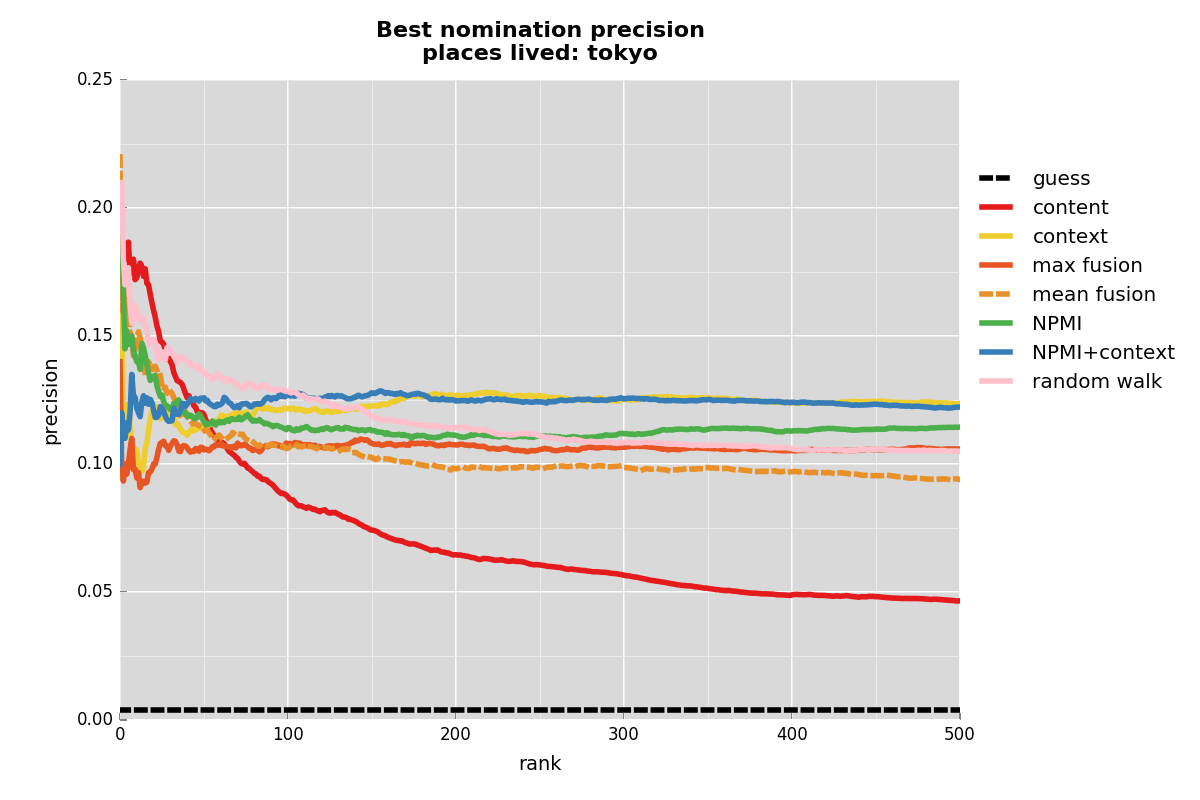 Best nomination precision
places lived: tokyo
precision
0.25
0.20
0.15
0.10
0.05
0.00
0
100
200
300
400
500
rank
guess
content
context
max fusion
mean fusion
NPMI
NPMI+context
random walk